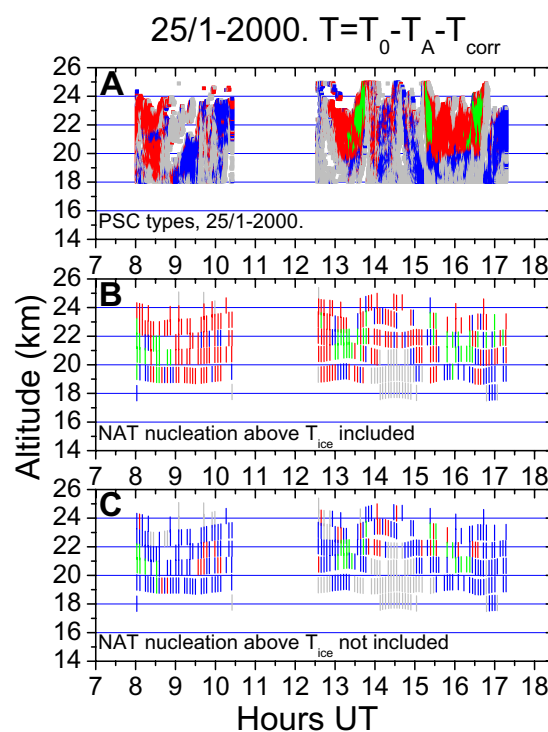 25/1-2000. T=T0-TA-Tcorr
Altitude (km)
A
26
24
22
20
18
16
14
PSC types, 25/1-2000.
7 8 9 10 11 12 13 14 15 16 17 18
B
26
24
22
20
18
16
14
NAT nucleation above Tice included
7 8 9 10 11 12 13 14 15 16 17 18
C
26
24
22
20
18
16
14
NAT nucleation above Tice not included
7 8 9 10 11 12 13 14 15 16 17 18
Hours UT